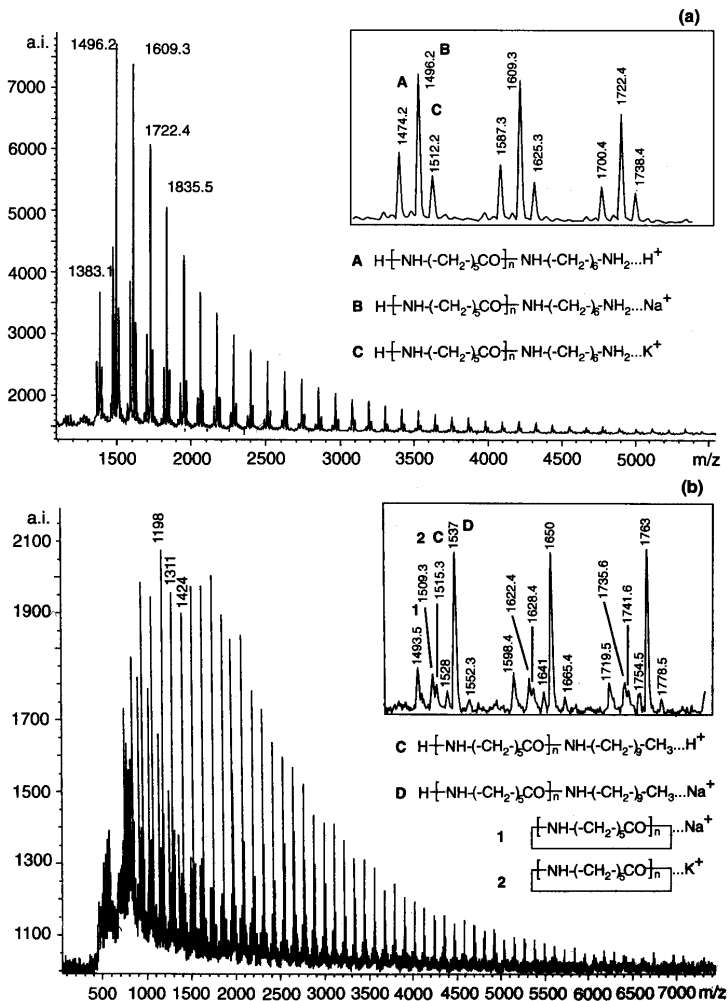 (a)
a.i.
1496.2
1609.3
1722.4
1835.5
1383.1
7000
6000
5000
4000
3000
2000
1500 2000 2500 3000 3500 4000 4500 5000 m/z
A B C
1474.2 1496.2 1512.2 1587.3 1609.3 1625.3 1700.4 1722.4 1738.4
A H-[-NH-(-CH2-)5CO]n-NH-(-CH2-)6-NH2...H+
B H-[-NH-(-CH2-)5CO]n-NH-(-CH2-)6-NH2...Na+
C H-[-NH-(-CH2-)5CO]n-NH-(-CH2-)6-NH2...K+
(b)
a.i.
1198
1311
1424
2100
1900
1700
1500
1300
1100
500 1000 1500 2000 2500 3000 3500 4000 4500 5000 5500 6000 7000 m/z
1 2 C D
1493.5 1509.3 1515.3 1528 1537 1552.3 1598.4 1622.4 1628.4 1641 1650 1665.4 1719.5 1735.6 1741.6 1754.5 1763 1778.5
C H-[-NH-(-CH2-)5CO]n-NH-(-CH2-)9-CH3...H+
D H-[-NH-(-CH2-)5CO]n-NH-(-CH2-)9-CH3...Na+
1 [-NH-(-CH2-)5CO]n...Na+
2 [-NH-(-CH2-)5CO]n...K+